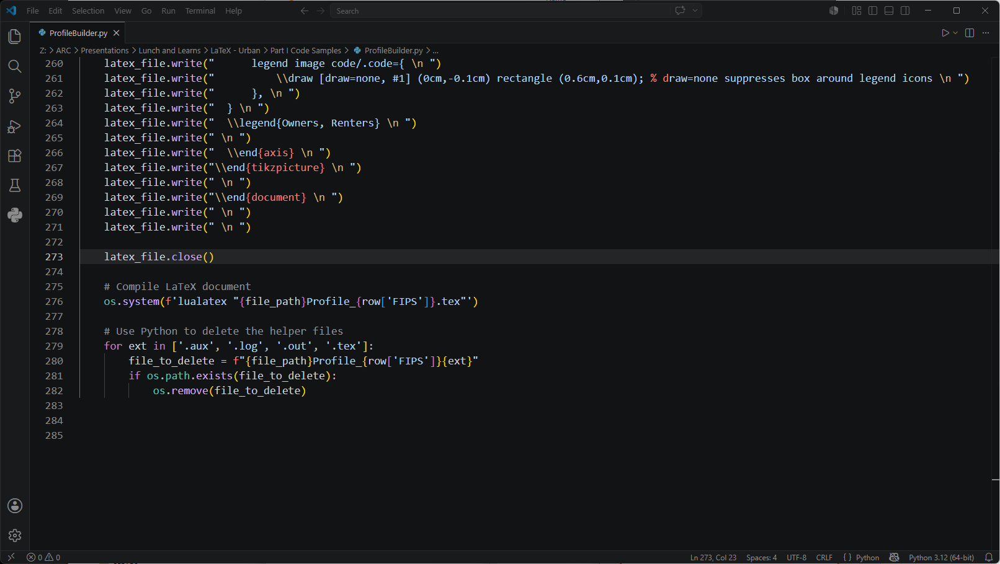 File Edit Selection View Go Run Terminal Help Search
ProfileBuilder.py
Z: > ARC > Presentations > Lunch and Learns > LaTeX - Urban > Part I Code Samples > ProfileBuilder.py > ...
260 latex_file.write("      legend image code/.code={ \n ")
261 latex_file.write("          \\draw [draw=none, #1] (0cm,-0.1cm) rectangle (0.6cm,0.1cm); % draw=none suppresses box around legend icons \n ")
262 latex_file.write("      }, \n ")
263 latex_file.write("  } \n ")
264 latex_file.write("  \\legend{Owners, Renters} \n ")
265 latex_file.write(" \n ")
266 latex_file.write("  \\end{axis} \n ")
267 latex_file.write("\\end{tikzpicture} \n ")
268 latex_file.write(" \n ")
269 latex_file.write("\\end{document} \n ")
270 latex_file.write(" \n ")
271 latex_file.write(" \n ")
272
273 latex_file.close()
274
275 # Compile LaTeX document
276 os.system(f'lualatex "{file_path}Profile_{row['FIPS']}.tex"')
277
278 # Use Python to delete the helper files
279 for ext in ['.aux', '.log', '.out', '.tex']:
280     file_to_delete = f"{file_path}Profile_{row['FIPS']}{ext}"
281     if os.path.exists(file_to_delete):
282         os.remove(file_to_delete)
283
284
285
0 0 Ln 273, Col 23 Spaces: 4 UTF-8 CRLF { } Python Python 3.12 (64-bit)